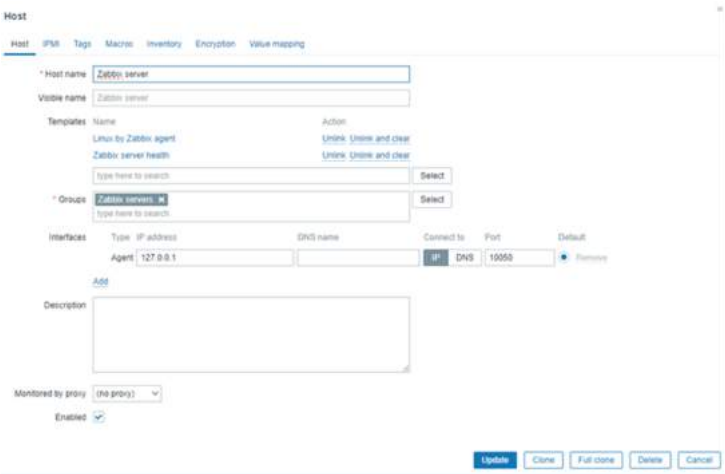 Host
Host IPMI Tags Macros Inventory Encryption Value mapping
* Host name Zabbix server
Visible name Zabbix server
Templates Name Action
Linux by Zabbix agent Unlink Unlink and clear
Zabbix server health Unlink Unlink and clear
type here to search Select
* Groups Zabbix servers × Select
type here to search
Interfaces Type IP address DNS name Connect to Port Default
Agent 127.0.0.1 IP DNS 10050 Remove
Add
Description
Monitored by proxy (no proxy)
Enabled
Update Clone Full clone Delete Cancel